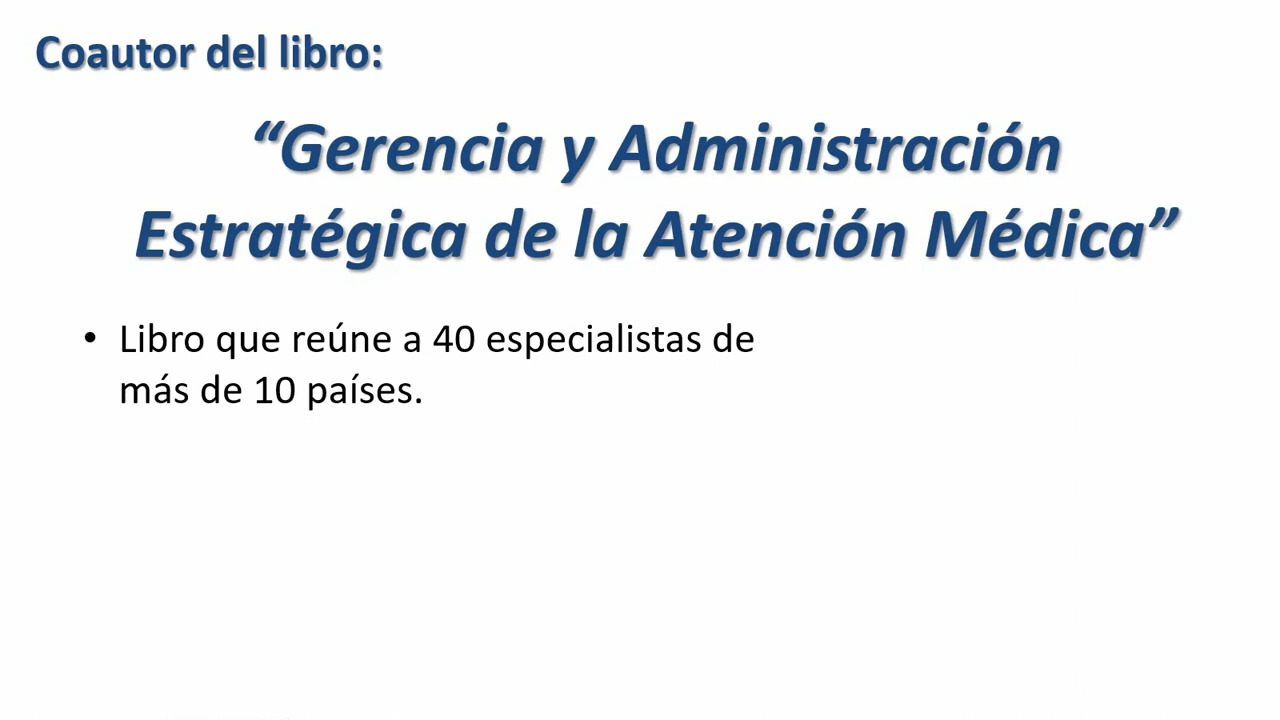 Coautor del libro:
“Gerencia y Administración
Estratégica de la Atención Médica”
• Libro que reúne a 40 especialistas de
más de 10 países.